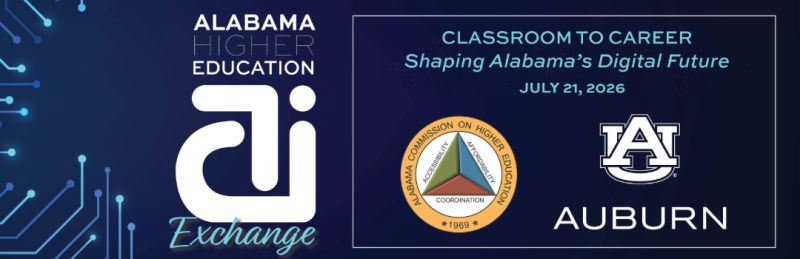 ALABAMA
HIGHER
EDUCATION
ai
Exchange
CLASSROOM TO CAREER
Shaping Alabama's Digital Future
JULY 21, 2026
ALABAMA COMMISSION ON HIGHER EDUCATION
ACCESSIBILITY
AFFORDABILITY
COORDINATION
★1969★
AU
AUBURN